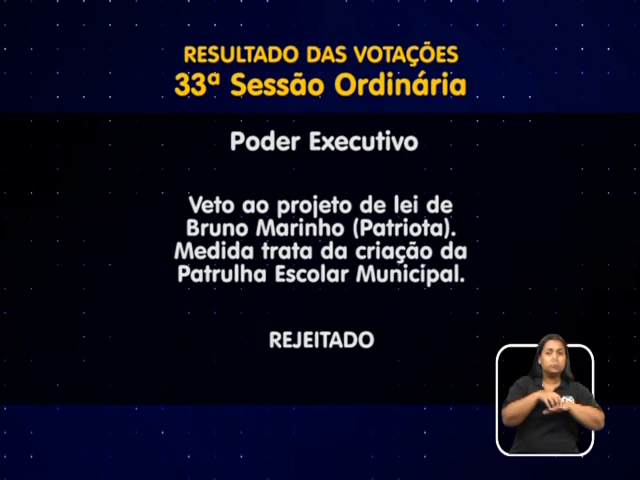 RESULTADO DAS VOTAÇÕES
33ª Sessão Ordinária
Poder Executivo
Veto ao projeto de lei de
Bruno Marinho (Patriota).
Medida trata da criação da
Patrulha Escolar Municipal.
REJEITADO